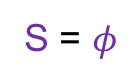 S = ϕ